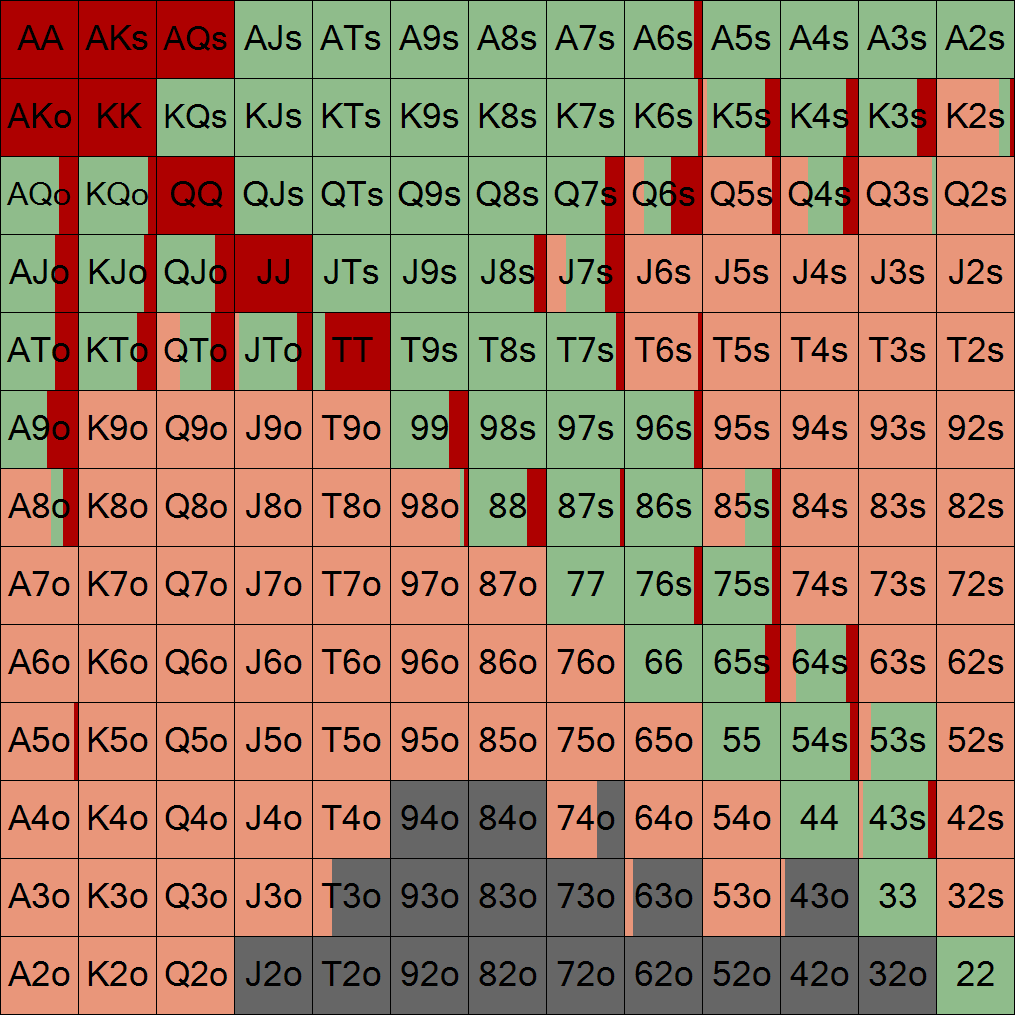 AA AKs AQs AJs ATs A9s A8s A7s A6s A5s A4s A3s A2s
AKo KK KQs KJs KTs K9s K8s K7s K6s K5s K4s K3s K2s
AQo KQo QQ QJs QTs Q9s Q8s Q7s Q6s Q5s Q4s Q3s Q2s
AJo KJo QJo JJ JTs J9s J8s J7s J6s J5s J4s J3s J2s
ATo KTo QTo JTo TT T9s T8s T7s T6s T5s T4s T3s T2s
A9o K9o Q9o J9o T9o 99 98s 97s 96s 95s 94s 93s 92s
A8o K8o Q8o J8o T8o 98o 88 87s 86s 85s 84s 83s 82s
A7o K7o Q7o J7o T7o 97o 87o 77 76s 75s 74s 73s 72s
A6o K6o Q6o J6o T6o 96o 86o 76o 66 65s 64s 63s 62s
A5o K5o Q5o J5o T5o 95o 85o 75o 65o 55 54s 53s 52s
A4o K4o Q4o J4o T4o 94o 84o 74o 64o 54o 44 43s 42s
A3o K3o Q3o J3o T3o 93o 83o 73o 63o 53o 43o 33 32s
A2o K2o Q2o J2o T2o 92o 82o 72o 62o 52o 42o 32o 22